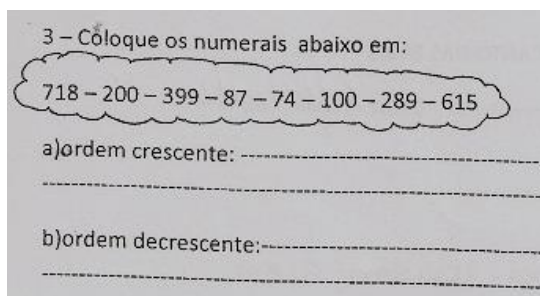 3 – Coloque os numerais abaixo em:
718 – 200 – 399 – 87 – 74 – 100 – 289 – 615
a)ordem crescente: ----------------------------------
------------------------------------------------------------
b)ordem decrescente:-------------------------------
------------------------------------------------------------